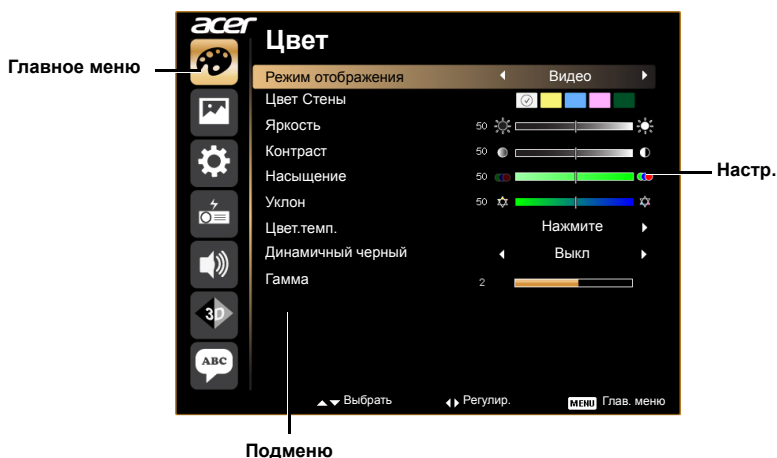 acer
Цвет
Главное меню
Режим отображения Видео
Цвет Стены
Яркость 50
Контраст 50
Насыщение 50
Настр.
Уклон 50
Цвет.темп. Нажмите
Динамичный черный Выкл
Гамма 2
3D
ABC
Выбрать Регулир. MENU Глав. меню
Подменю